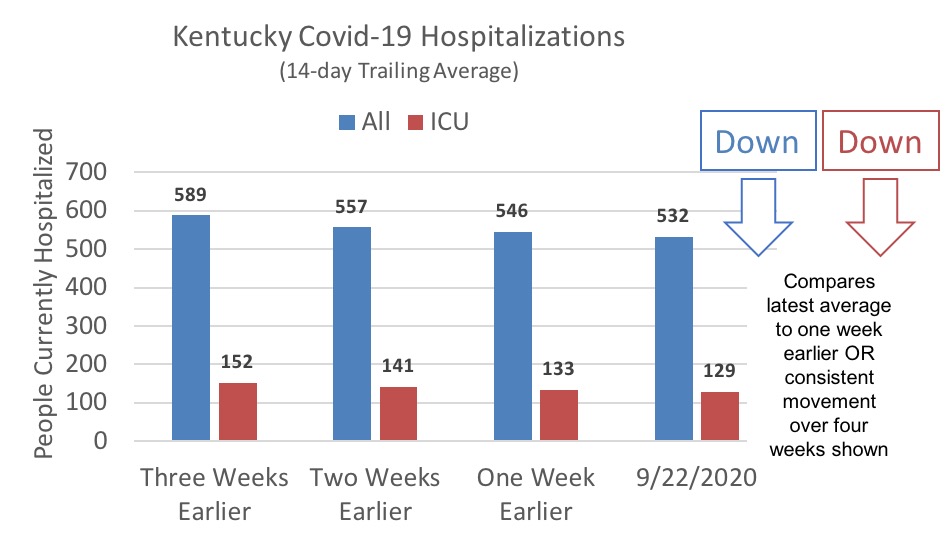 Kentucky Covid-19 Hospitalizations
(14-day Trailing Average)
All ICU
Down Down
People Currently Hospitalized
700
600
500
400
300
200
100
0
589
152
557
141
546
133
532
129
Three Weeks
Earlier
Two Weeks
Earlier
One Week
Earlier
9/22/2020
Compares
latest average
to one week
earlier OR
consistent
movement
over four
weeks shown